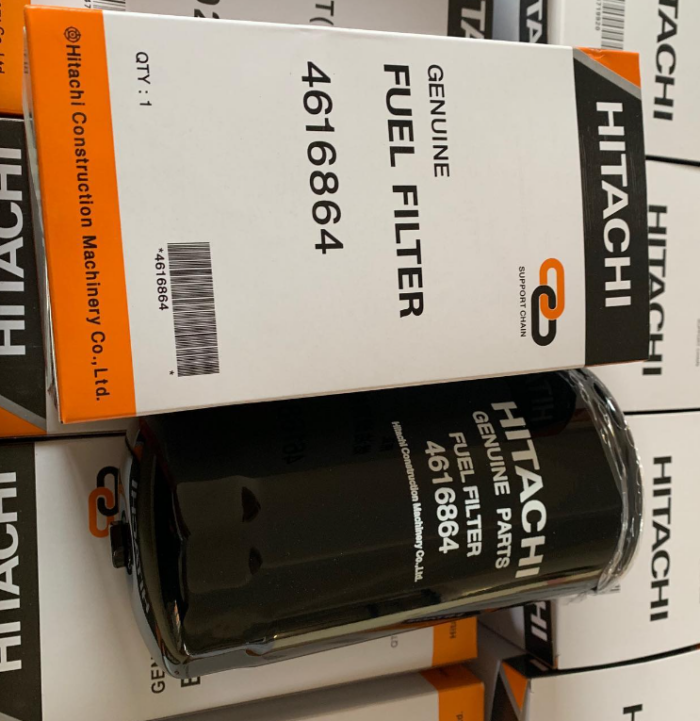 HITACHI
SUPPORT CHAIN
GENUINE
FUEL FILTER
4616864
QTY : 1
*4616864 *
Hitachi Construction Machinery Co., Ltd.
HITACHI
GENUINE PARTS
FUEL FILTER
4616864
Hitachi Construction Machinery Co.,Ltd.
HITACHI
HITACHI
HITACHI
HITACHI
HITACHI